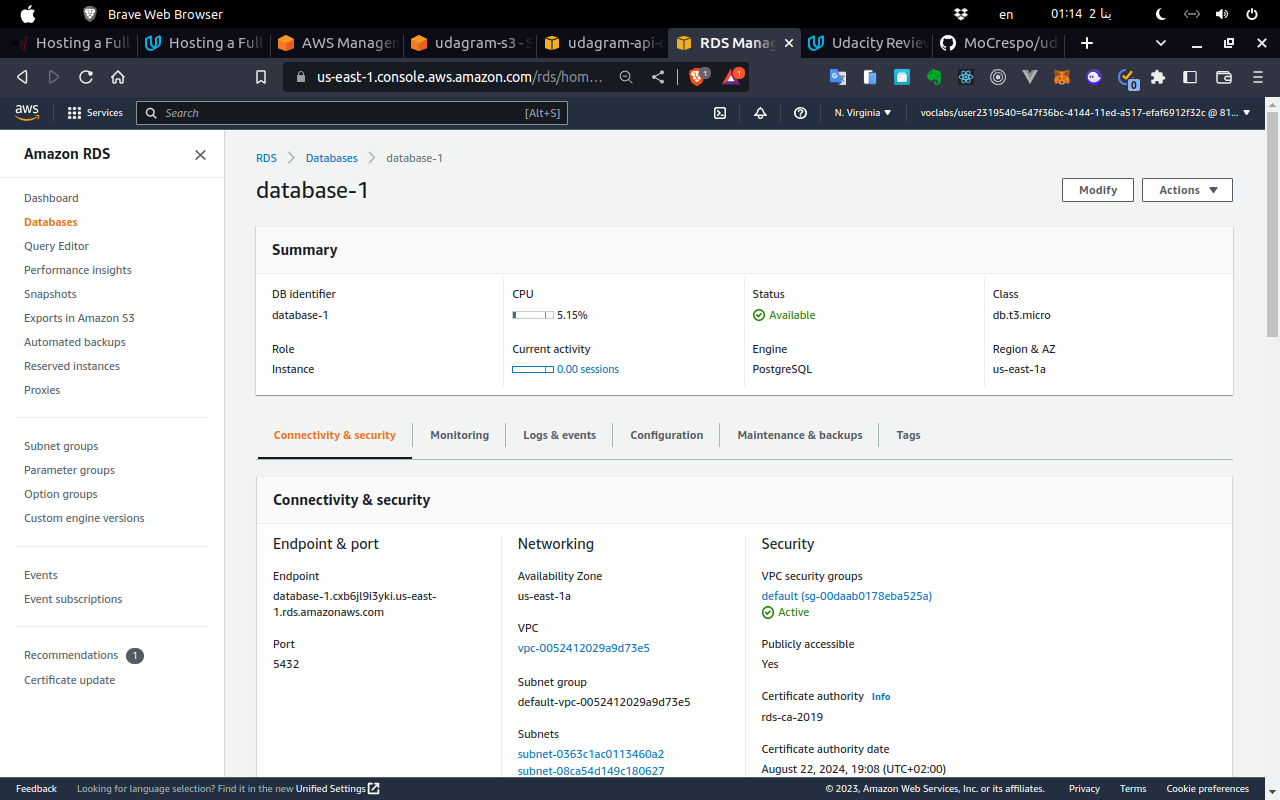 Brave Web Browser
en
01:14 2 ينا
Hosting a Full
Hosting a Full
AWS Manager
udagram-s3 - S
udagram-api-
RDS Manag
Udacity Review
MoCrespo/ud
us-east-1.console.aws.amazon.com/rds/hom...
1
1
0
aws
Services
Search
[Alt+S]
N. Virginia
voclabs/user2319540=647f36bc-4144-11ed-a517-efaf6912f32c @ 81...
Amazon RDS
Dashboard
Databases
Query Editor
Performance insights
Snapshots
Exports in Amazon S3
Automated backups
Reserved instances
Proxies
Subnet groups
Parameter groups
Option groups
Custom engine versions
Events
Event subscriptions
Recommendations 1
Certificate update
RDS
Databases
database-1
database-1
Modify
Actions
Summary
DB identifier
database-1
CPU
5.15%
Status
Available
Class
db.t3.micro
Role
Instance
Current activity
0.00 sessions
Engine
PostgreSQL
Region & AZ
us-east-1a
Connectivity & security
Monitoring
Logs & events
Configuration
Maintenance & backups
Tags
Connectivity & security
Endpoint & port
Endpoint
database-1.cxb6jl9i3yki.us-east-
1.rds.amazonaws.com
Port
5432
Networking
Availability Zone
us-east-1a
VPC
vpc-0052412029a9d73e5
Subnet group
default-vpc-0052412029a9d73e5
Subnets
subnet-0363c1ac0113460a2
subnet-08ca54d149c180627
Security
VPC security groups
default (sg-00daab0178eba525a)
Active
Publicly accessible
Yes
Certificate authority Info
rds-ca-2019
Certificate authority date
August 22, 2024, 19:08 (UTC+02:00)
Feedback
Looking for language selection? Find it in the new Unified Settings
© 2023, Amazon Web Services, Inc. or its affiliates.
Privacy
Terms
Cookie preferences